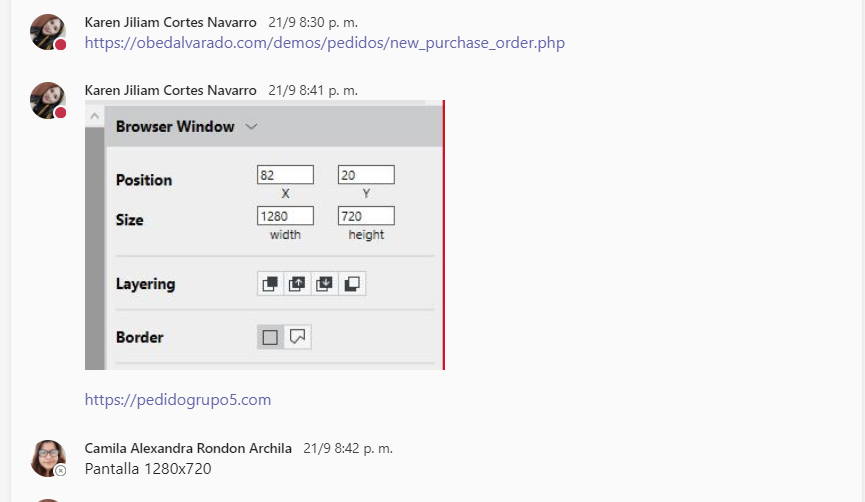 Karen Jiliam Cortes Navarro 21/9 8:30 p. m.
https://obedalvarado.com/demos/pedidos/new_purchase_order.php
Karen Jiliam Cortes Navarro 21/9 8:41 p. m.
Browser Window
Position 82 20
X Y
Size 1280 720
width height
Layering
Border
https://pedidogrupo5.com
Camila Alexandra Rondon Archila 21/9 8:42 p. m.
Pantalla 1280x720